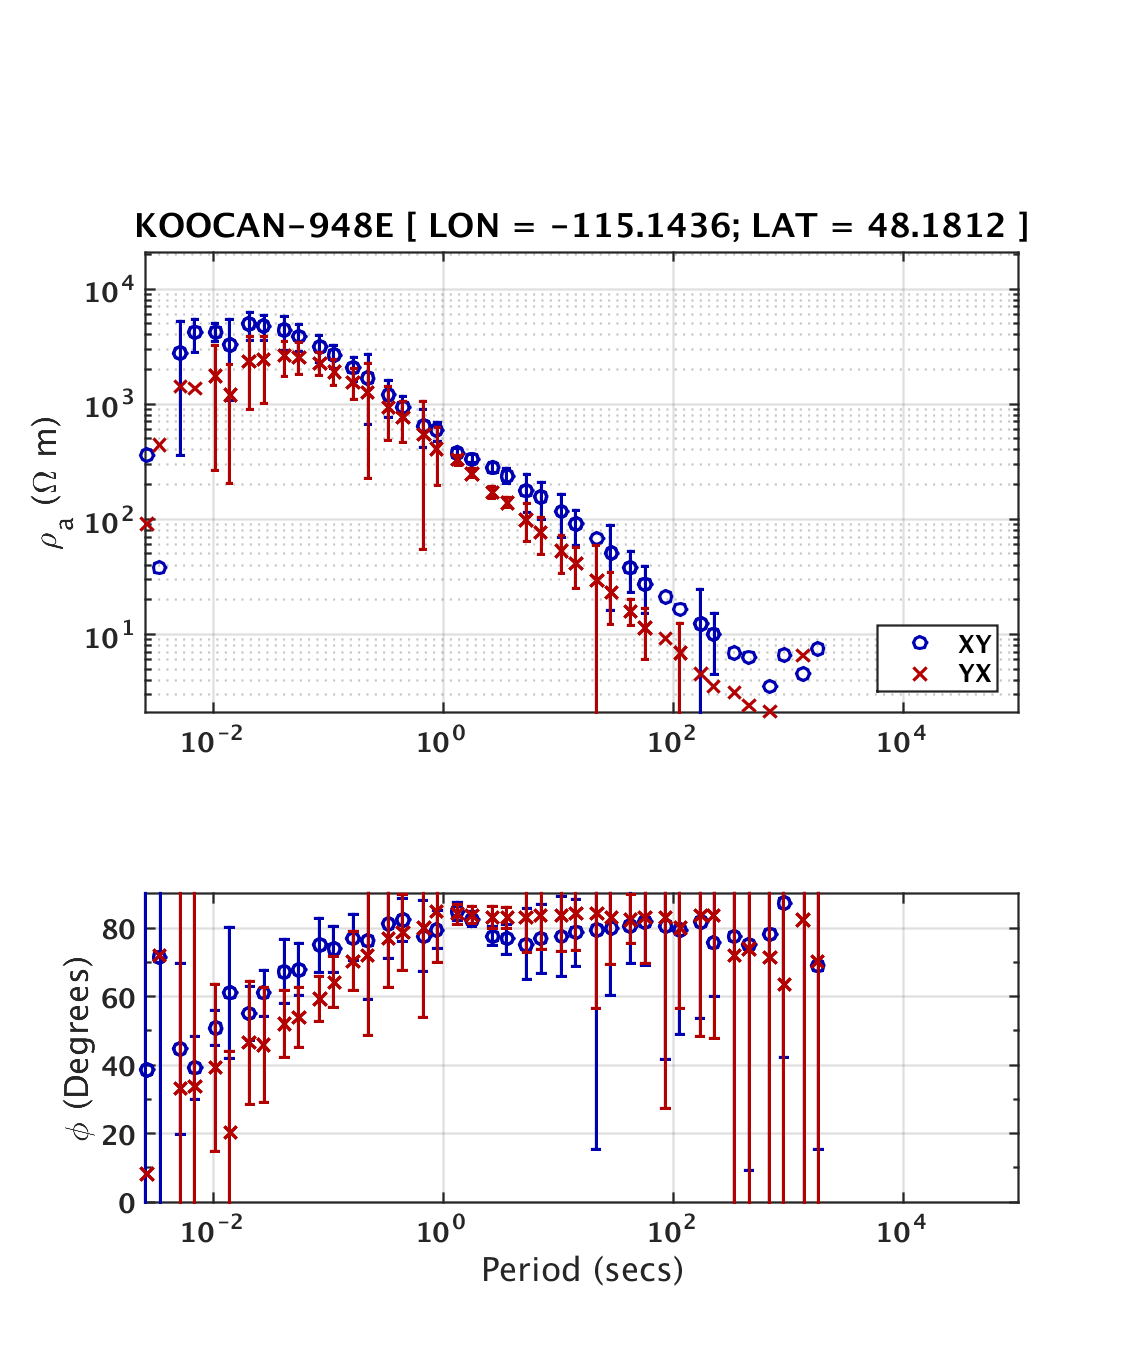 KOOCAN-948E [ LON = -115.1436; LAT = 48.1812 ]
ρa (Ω m)
10^4
10^3
10^2
10^1
XY
YX
10^-2 10^0 10^2 10^4
ϕ (Degrees)
80
60
40
20
0
10^-2 10^0 10^2 10^4
Period (secs)